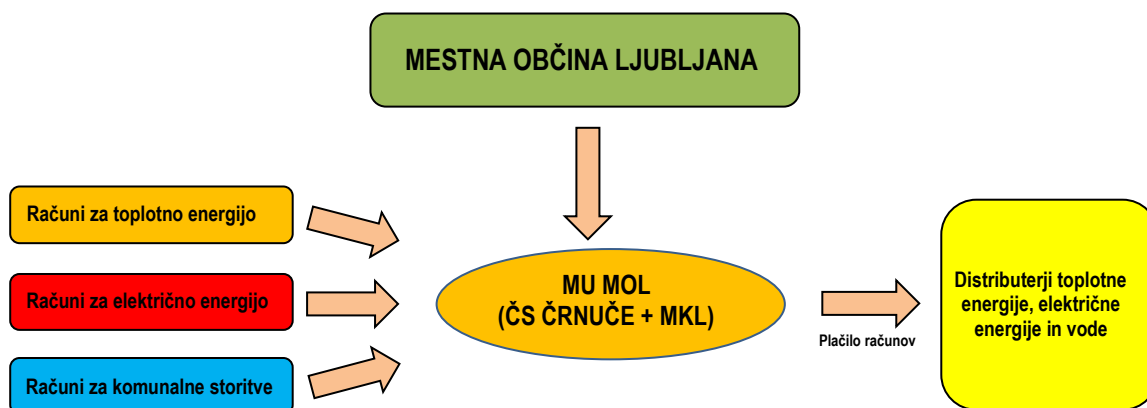 MESTNA OBČINA LJUBLJANA
Računi za toplotno energijo
Računi za električno energijo
Računi za komunalne storitve
MU MOL
(ČS ČRNUČE + MKL)
Plačilo računov
Distributerji toplotne
energije, električne
energije in vode